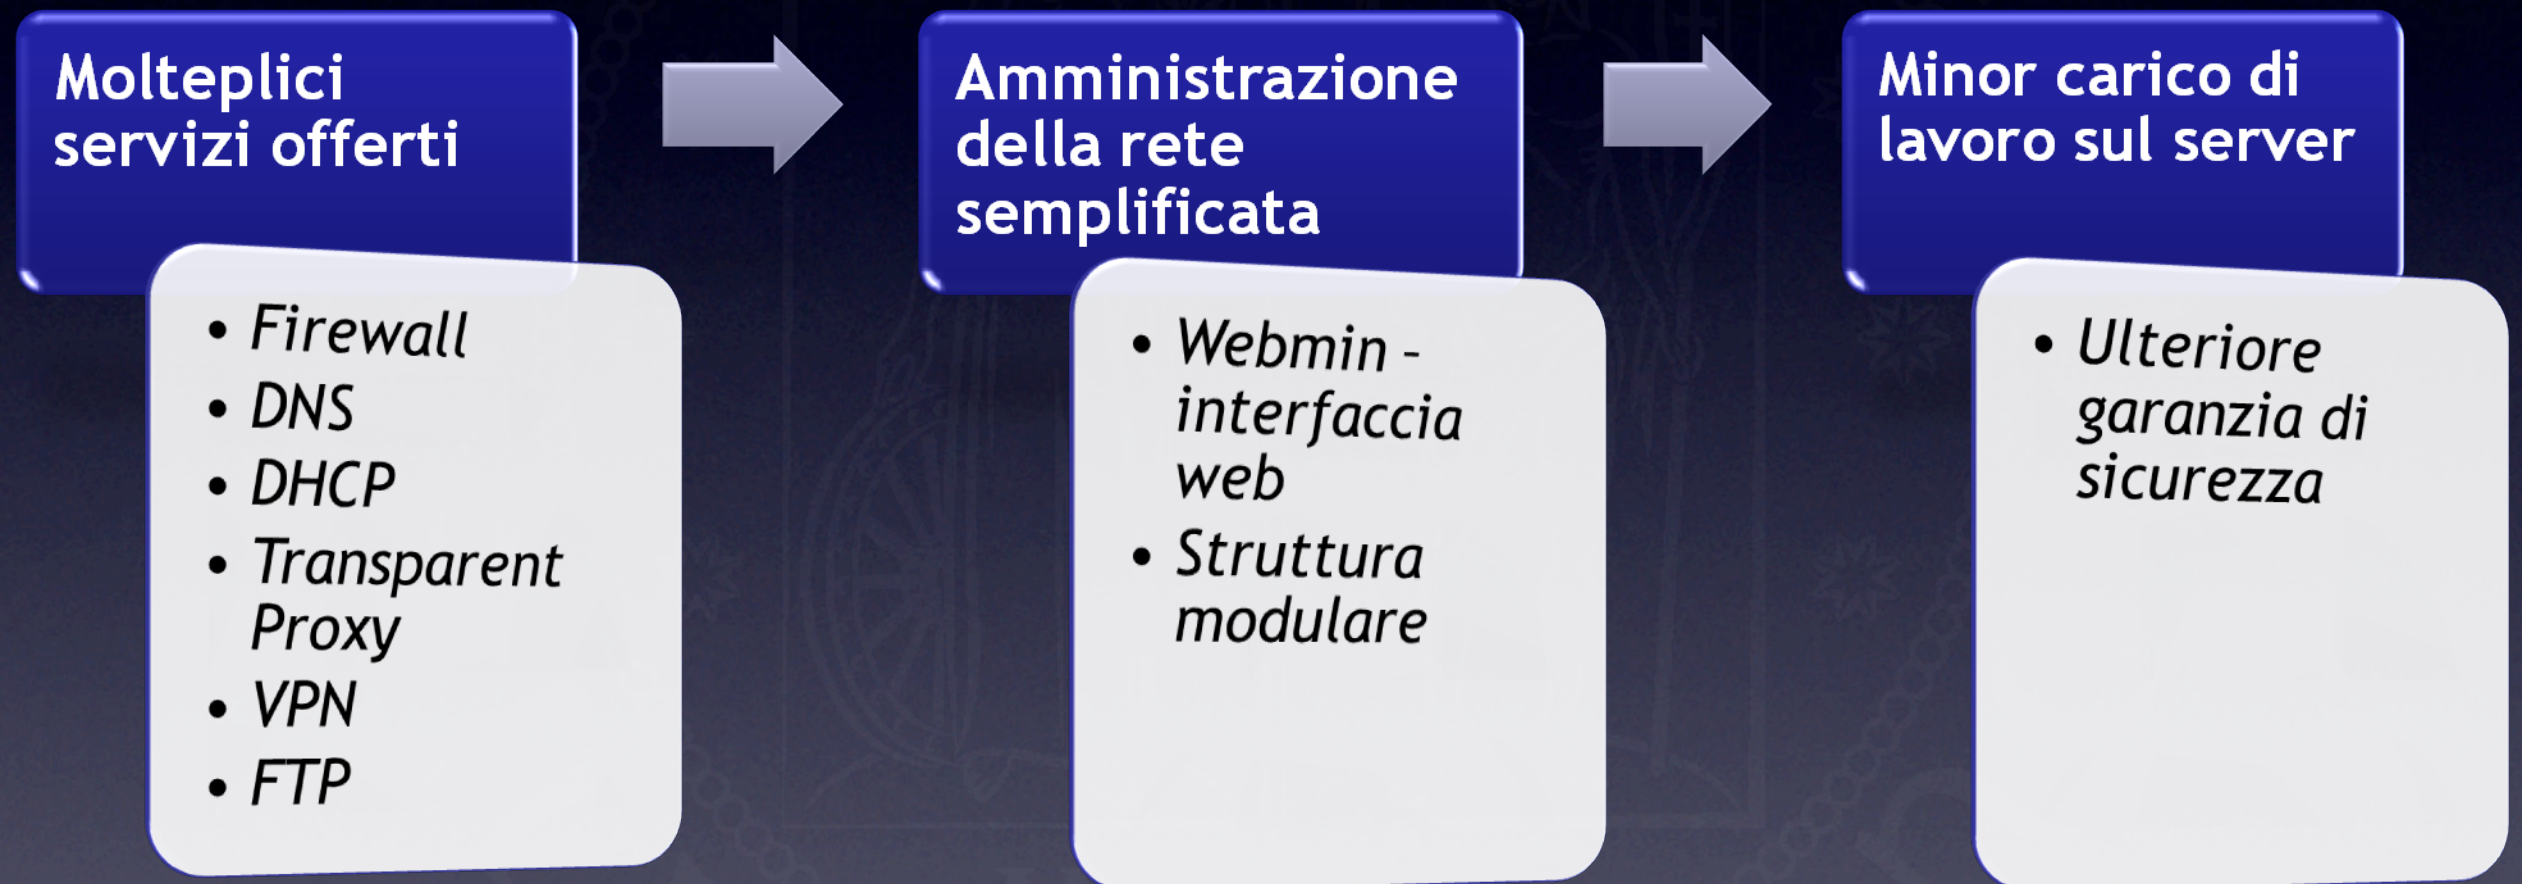 Molteplici
servizi offerti
• Firewall
• DNS
• DHCP
• Transparent
Proxy
• VPN
• FTP
Amministrazione
della rete
semplificata
• Webmin –
interfaccia
web
• Struttura
modulare
Minor carico di
lavoro sul server
• Ulteriore
garanzia di
sicurezza